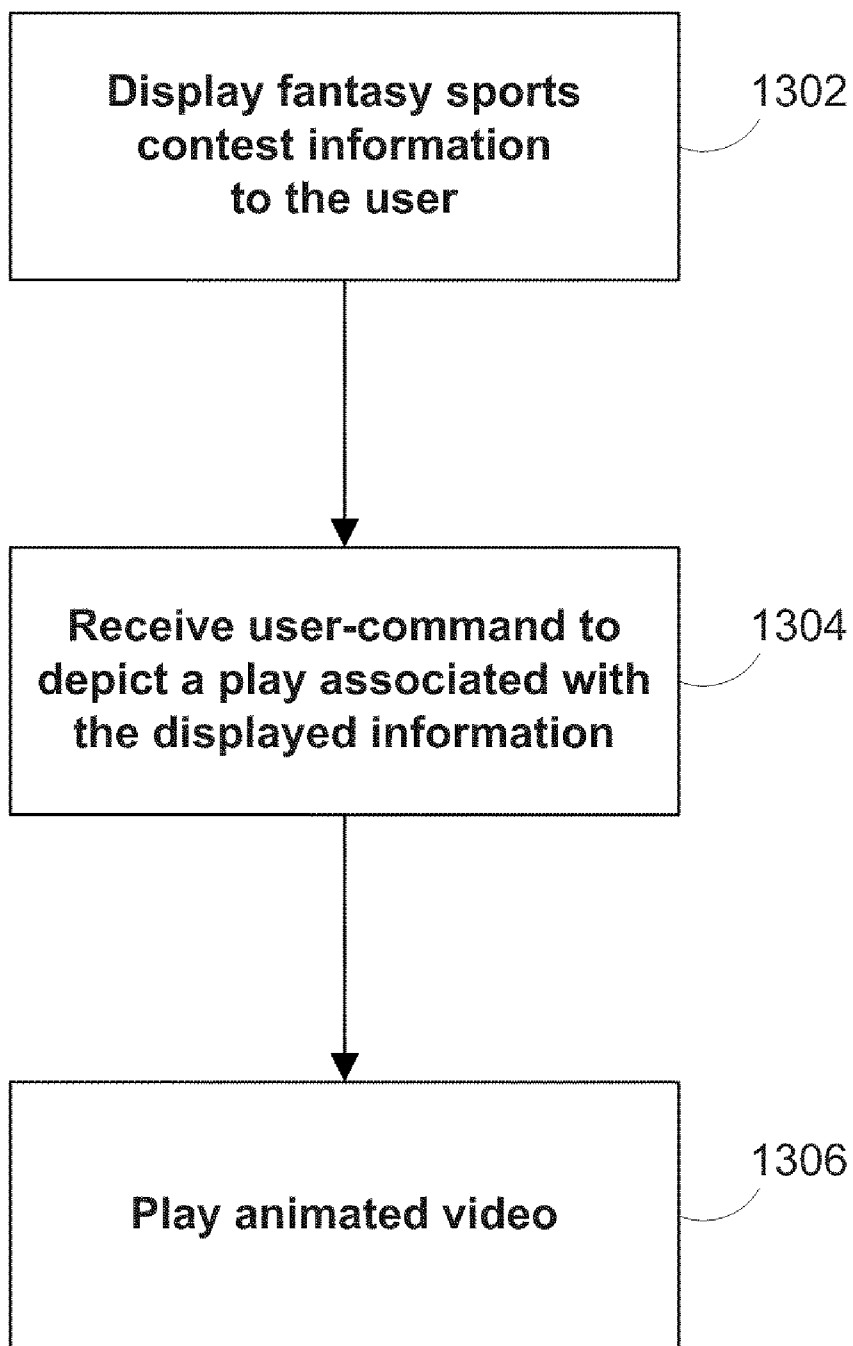 Display fantasy sports
contest information
to the user
1302
Receive user-command to
depict a play associated with
the displayed information
1304
Play animated video
1306